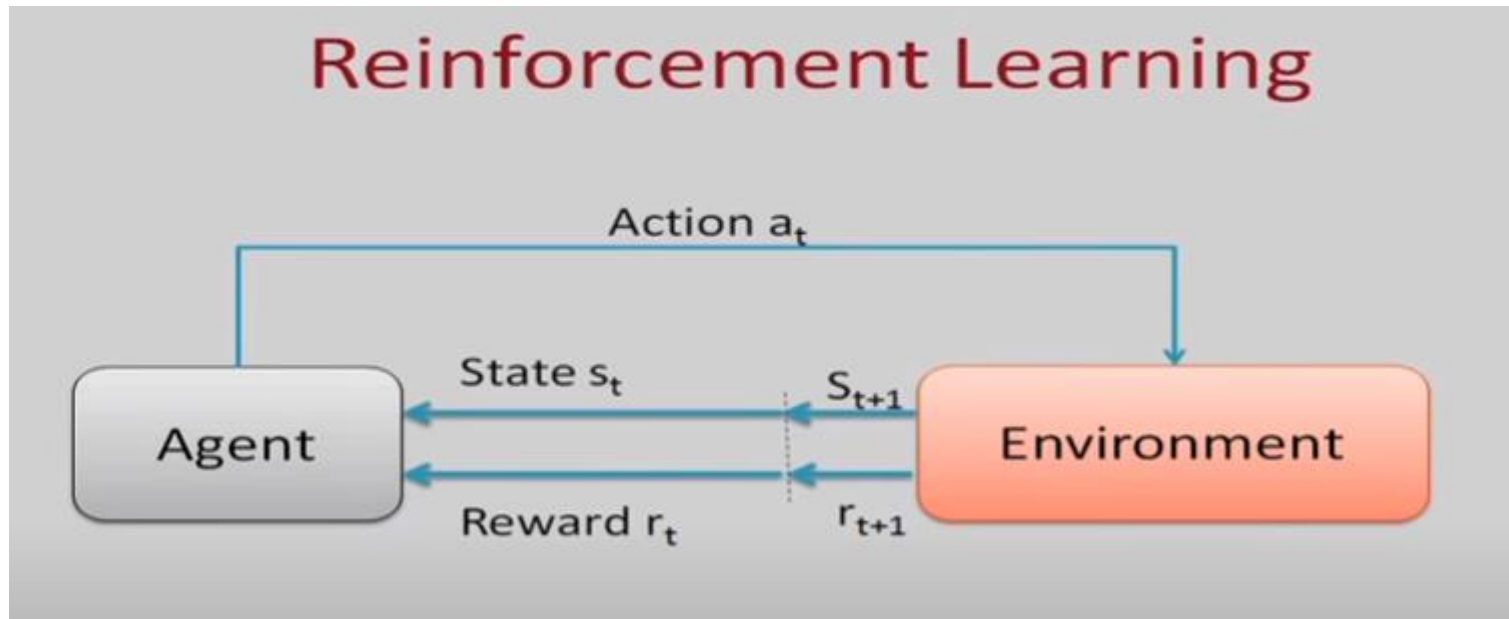 Reinforcement Learning
Action aₜ
State sₜ
Sₜ₊₁
Agent
Environment
Reward rₜ
rₜ₊₁